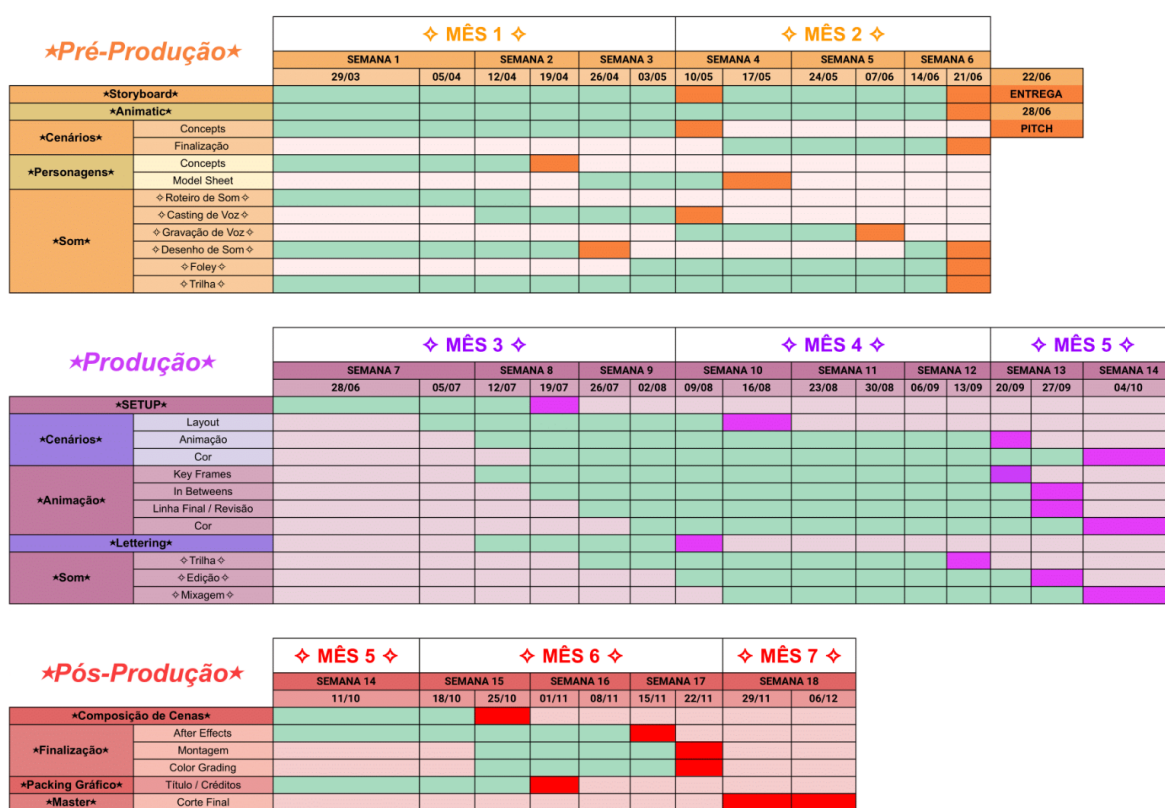 ✧ MÊS 1 ✧ ✧ MÊS 2 ✧
★Pré-Produção★
SEMANA 1 SEMANA 2 SEMANA 3 SEMANA 4 SEMANA 5 SEMANA 6
29/03 05/04 12/04 19/04 26/04 03/05 10/05 17/05 24/05 07/06 14/06 21/06 22/06
★Storyboard★ ENTREGA
★Animatic★ 28/06
★Cenários★ Concepts PITCH
Finalização
★Personagens★ Concepts
Model Sheet
★Som★ ✧Roteiro de Som✧
✧Casting de Voz✧
✧Gravação de Voz✧
✧Desenho de Som✧
✧Foley✧
✧Trilha✧
✧ MÊS 3 ✧ ✧ MÊS 4 ✧ ✧ MÊS 5 ✧
★Produção★
SEMANA 7 SEMANA 8 SEMANA 9 SEMANA 10 SEMANA 11 SEMANA 12 SEMANA 13 SEMANA 14
28/06 05/07 12/07 19/07 26/07 02/08 09/08 16/08 23/08 30/08 06/09 13/09 20/09 27/09 04/10
★SETUP★
★Cenários★ Layout
Animação
Cor
★Animação★ Key Frames
In Betweens
Linha Final / Revisão
Cor
★Lettering★
★Som★ ✧Trilha✧
✧Edição✧
✧Mixagem✧
✧ MÊS 5 ✧ ✧ MÊS 6 ✧ ✧ MÊS 7 ✧
★Pós-Produção★
SEMANA 14 SEMANA 15 SEMANA 16 SEMANA 17 SEMANA 18
11/10 18/10 25/10 01/11 08/11 15/11 22/11 29/11 06/12
★Composição de Cenas★
★Finalização★ After Effects
Montagem
Color Grading
★Packing Gráfico★ Título / Créditos
★Master★ Corte Final